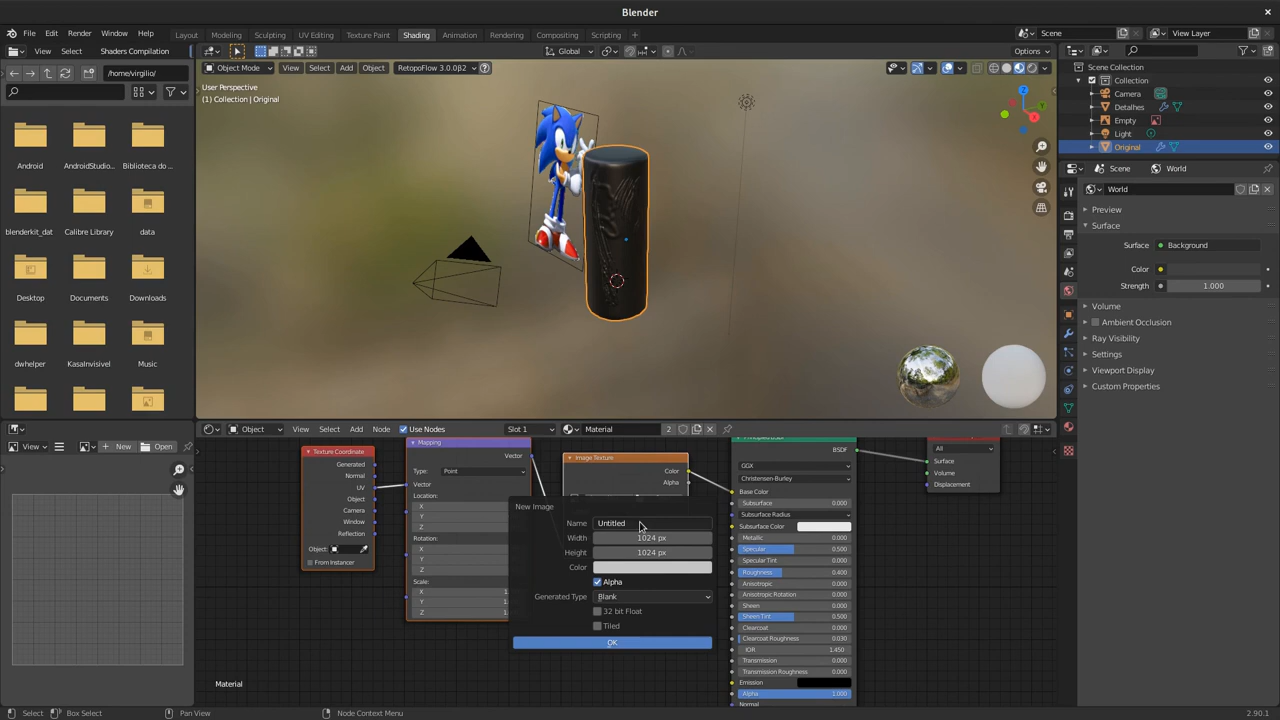 Blender
File Edit Render Window Help Layout Modeling Sculpting UV Editing Texture Paint Shading Animation Rendering Compositing Scripting + Scene View Layer
View Select Shaders Compilation Global Options
/home/virgilio/ Object Mode View Select Add Object RetopoFlow 3.0.0β2
User Perspective
(1) Collection | Original
Scene Collection
Collection
Camera
Detalhes
Empty
Light
Original
Android AndroidStudio.. Biblioteca do ..
blenderkit_dat Calibre Library data
Desktop Documents Downloads
dwhelper KasaInvisivel Music
Scene World
World
Preview
Surface
Surface Background
Color
Strength 1.000
Volume
Ambient Occlusion
Ray Visibility
Settings
Viewport Display
Custom Properties
View New Open
Object View Select Add Node Use Nodes Slot 1 Material 2
Texture Coordinate
Generated
Normal
UV
Object
Camera
Window
Reflection
Object:
From Instancer
Mapping
Vector
Type: Point
Vector
Location:
X
Y
Z
Rotation:
X
Y
Z
Scale:
X 1.
Y 1.
Z 1.
Image Texture
Color
Alpha
New Image
Name Untitled
Width 1024 px
Height 1024 px
Color
Alpha
Generated Type Blank
32 bit Float
Tiled
OK
BSDF
GGX
Christensen-Burley
Base Color
Subsurface 0.000
Subsurface Radius
Subsurface Color
Metallic 0.000
Specular 0.500
Specular Tint 0.000
Roughness 0.400
Anisotropic 0.000
Anisotropic Rotation 0.000
Sheen 0.000
Sheen Tint 0.500
Clearcoat 0.000
Clearcoat Roughness 0.030
IOR 1.450
Transmission 0.000
Transmission Roughness 0.000
Emission
Alpha 1.000
Normal
All
Surface
Volume
Displacement
Material
Select Box Select Pan View Node Context Menu 2.90.1